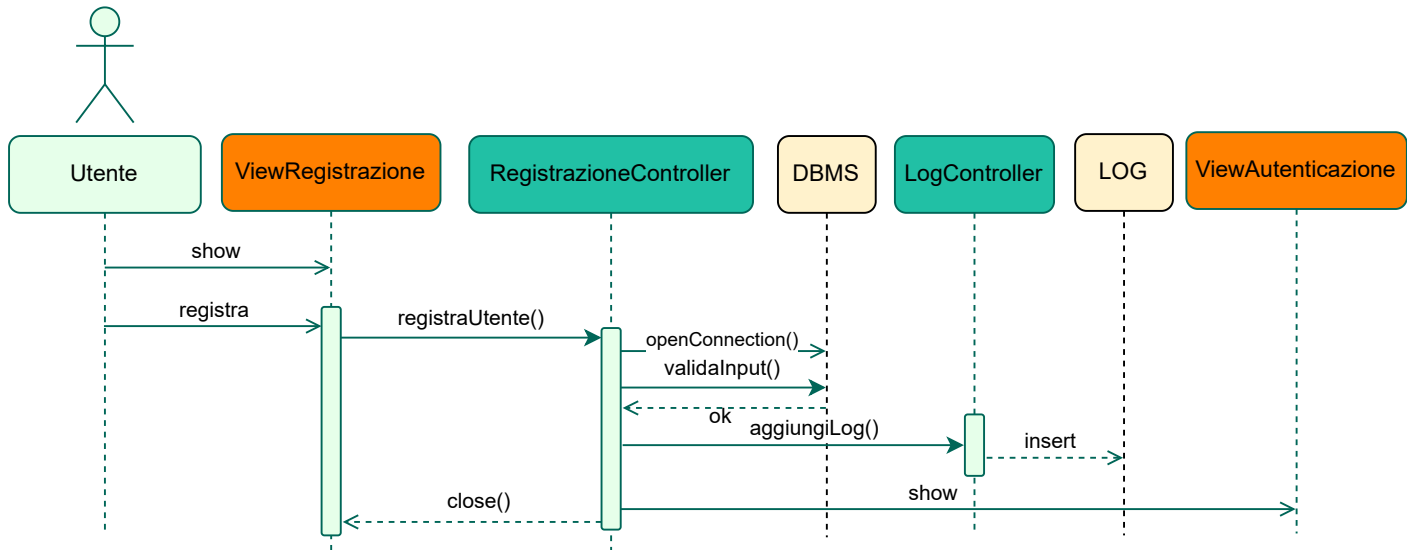 Utente
ViewRegistrazione
RegistrazioneController
DBMS
LogController
LOG
ViewAutenticazione
show
registra
registraUtente()
openConnection()
validaInput()
ok
aggiungiLog()
insert
show
close()